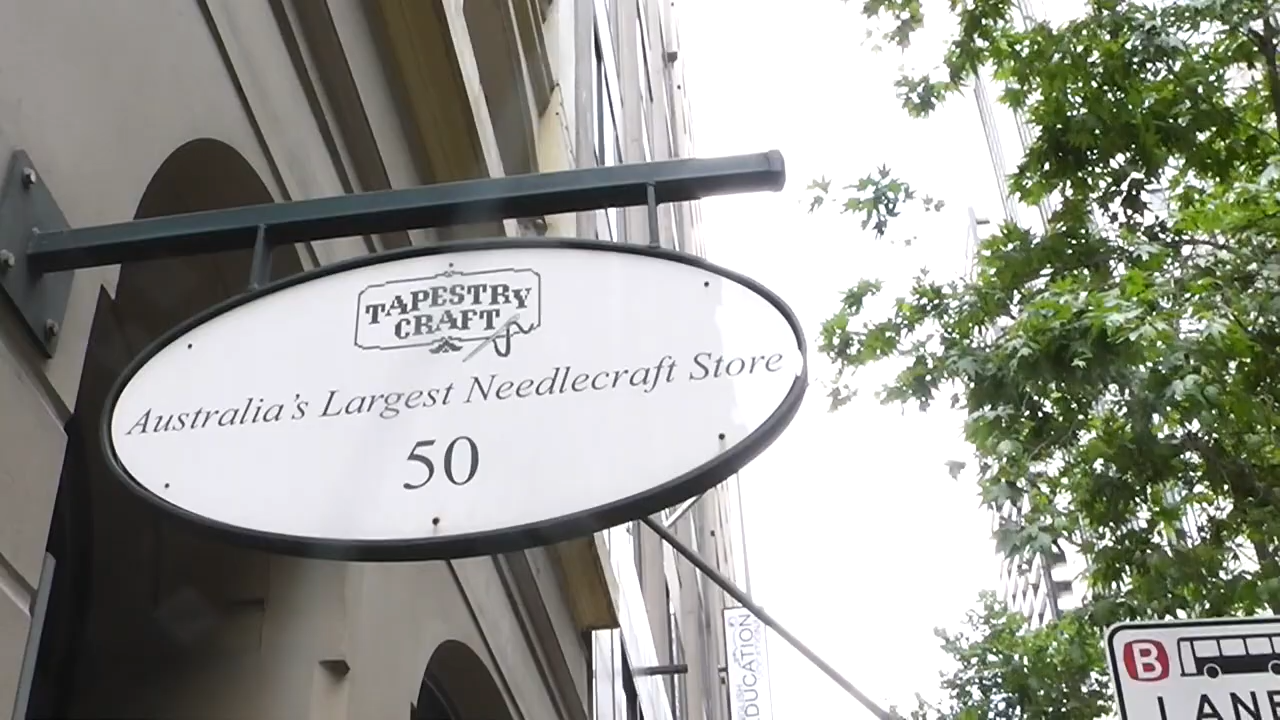 TAPESTRY
CRAFT
Australia's Largest Needlecraft Store
50
EDUCATION
B
LANE